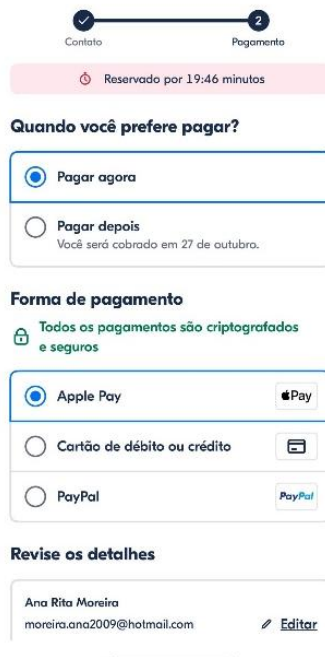 2
Contato
Pagamento
Reservado por 19:46 minutos
Quando você prefere pagar?
Pagar agora
Pagar depois
Você será cobrado em 27 de outubro.
Forma de pagamento
Todos os pagamentos são criptografados
e seguros
Apple Pay
Pay
Cartão de débito ou crédito
PayPal
PayPal
Revise os detalhes
Ana Rita Moreira
moreira.ana2009@hotmail.com
Editar